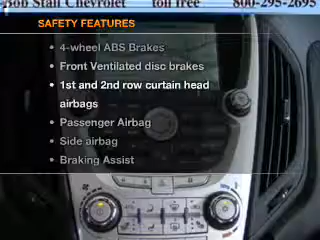 Bob Stall Chevrolet toll free 800-295-2695
SAFETY FEATURES
• 4-wheel ABS Brakes
• Front Ventilated disc brakes
• 1st and 2nd row curtain head
airbags
• Passenger Airbag
• Side airbag
• Braking Assist